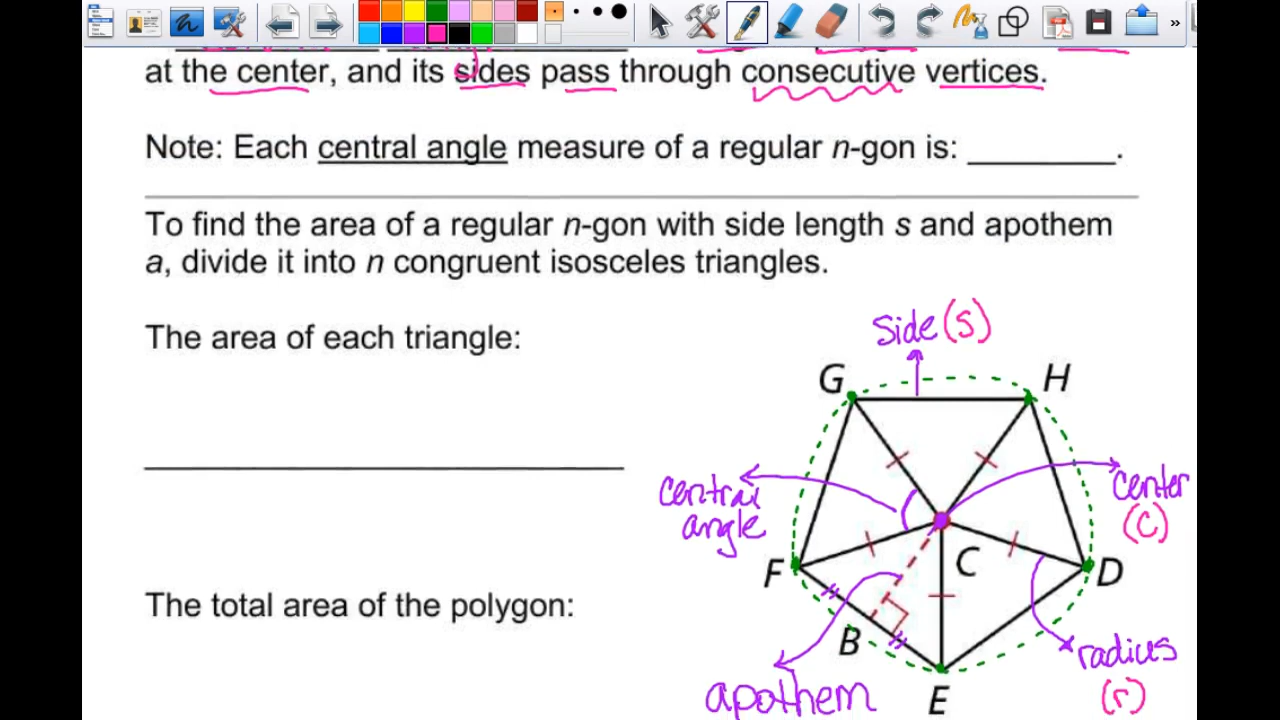 at the center, and its sides pass through consecutive vertices.
Note: Each central angle measure of a regular n-gon is: ________.
To find the area of a regular n-gon with side length s and apothem
a, divide it into n congruent isosceles triangles.
The area of each triangle:
The total area of the polygon:
side (s)
G
H
central
angle
center
(c)
F
C
D
B
radius
(r)
apothem
E